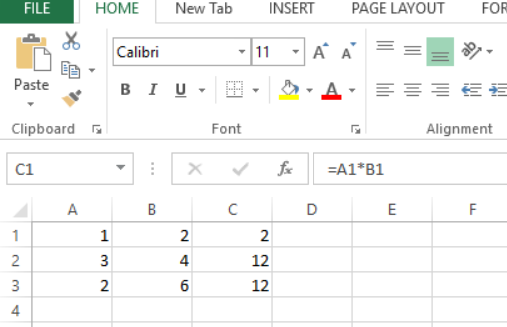 FILE HOME New Tab INSERT PAGE LAYOUT FOR
Calibri 11 A A
Paste B I U A
Clipboard Font Alignment
C1 fx =A1*B1
A B C D E F
1 1 2 2
2 3 4 12
3 2 6 12
4